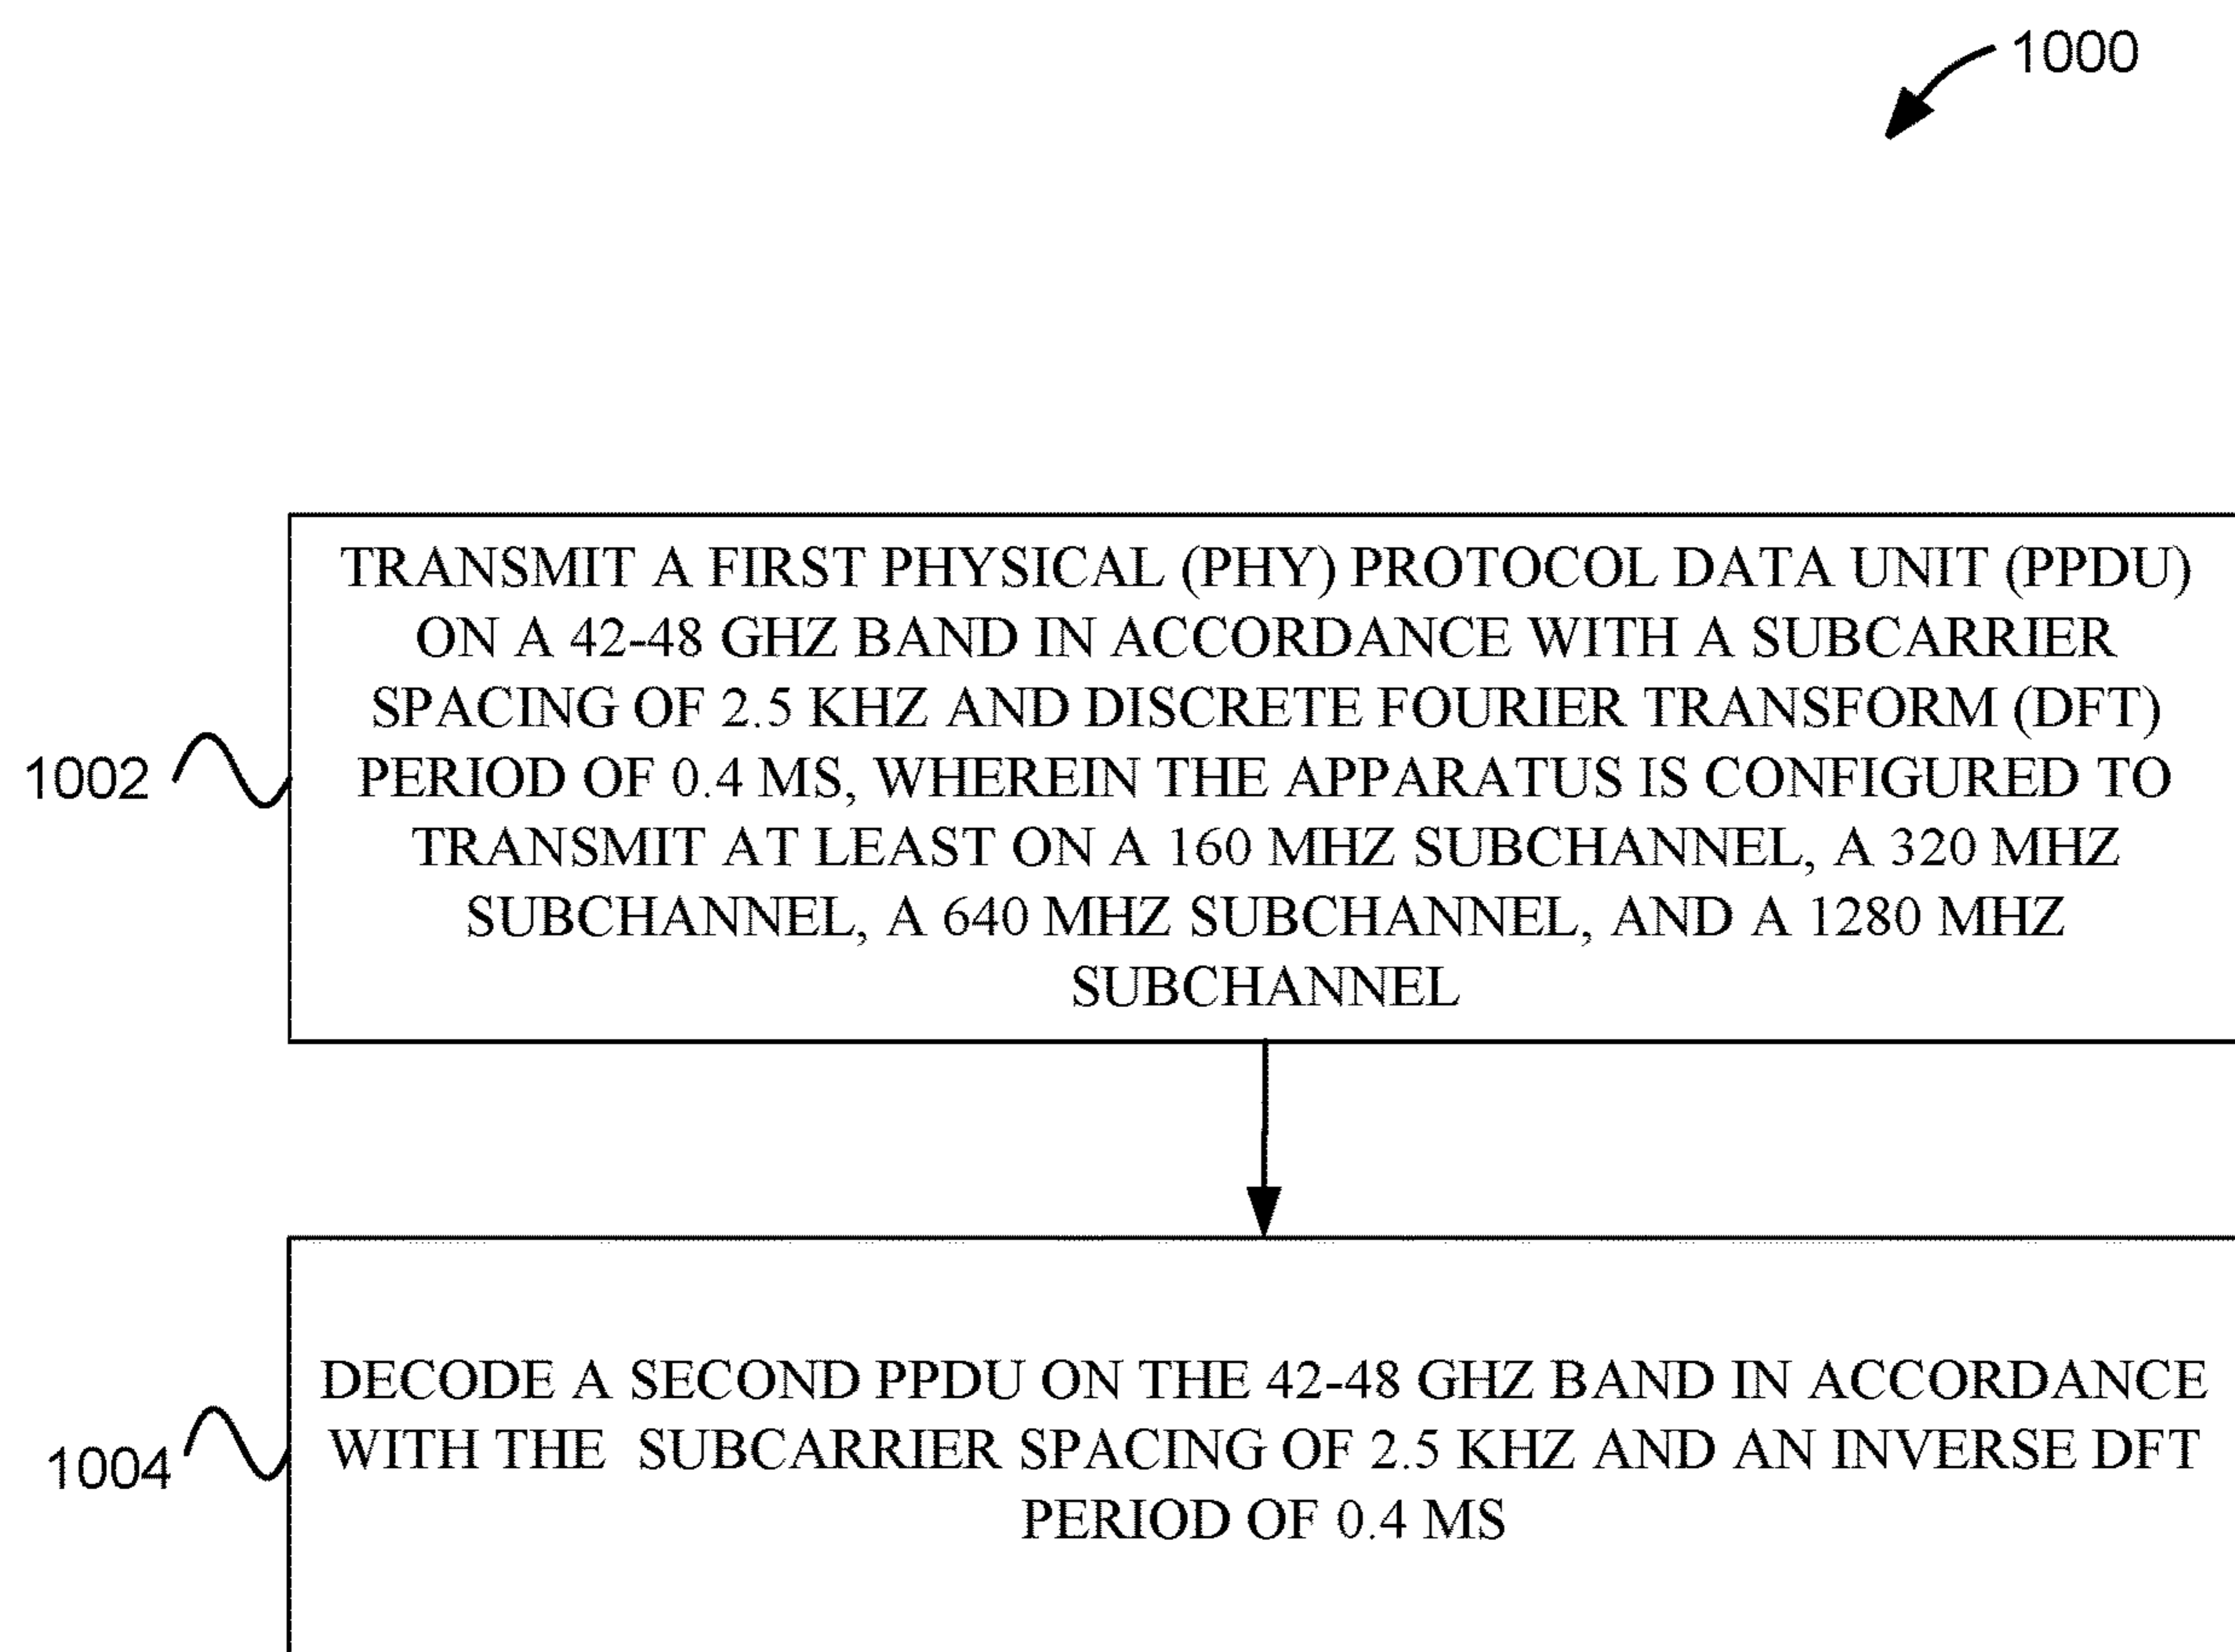 1000
TRANSMIT A FIRST PHYSICAL (PHY) PROTOCOL DATA UNIT (PPDU)
ON A 42-48 GHZ BAND IN ACCORDANCE WITH A SUBCARRIER
SPACING OF 2.5 KHZ AND DISCRETE FOURIER TRANSFORM (DFT)
1002
PERIOD OF 0.4 MS, WHEREIN THE APPARATUS IS CONFIGURED TO
TRANSMIT AT LEAST ON A 160 MHZ SUBCHANNEL, A 320 MHZ
SUBCHANNEL, A 640 MHZ SUBCHANNEL, AND A 1280 MHZ
SUBCHANNEL
DECODE A SECOND PPDU ON THE 42-48 GHZ BAND IN ACCORDANCE
1004
WITH THE SUBCARRIER SPACING OF 2.5 KHZ AND AN INVERSE DFT
PERIOD OF 0.4 MS